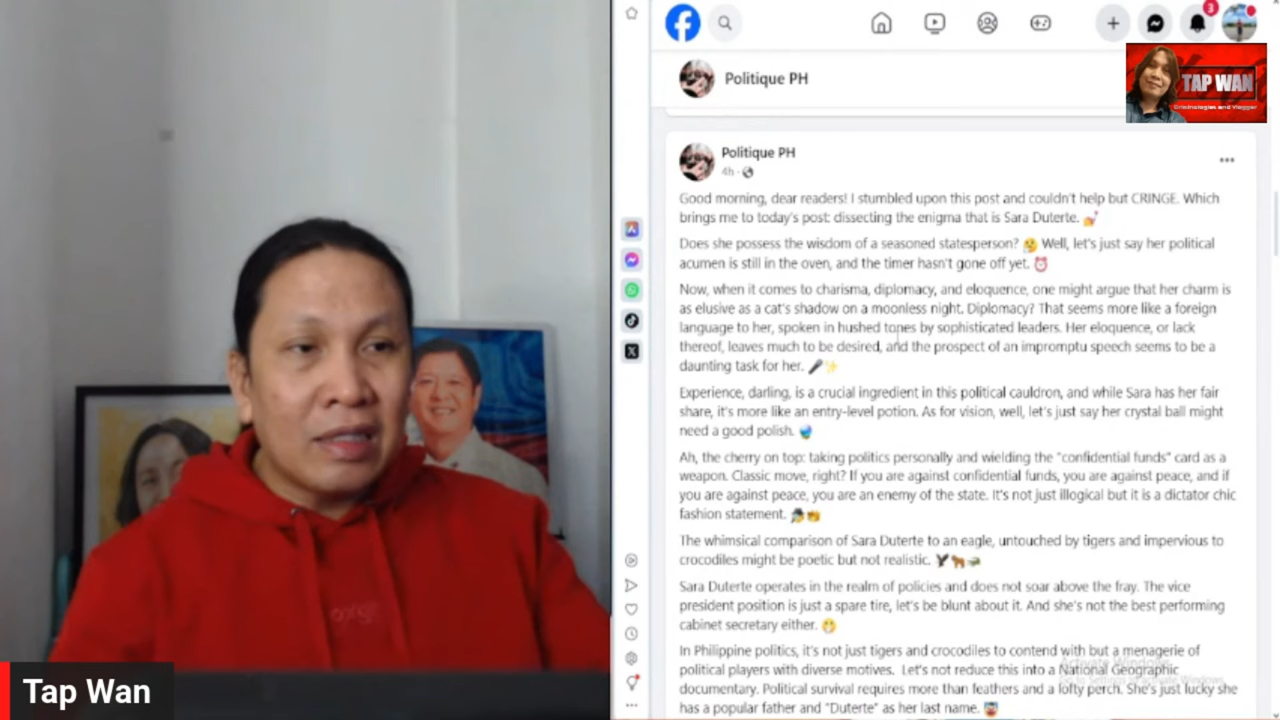 Politique PH
3
TAP WAN
Criminologist and Vlogger
Politique PH
4h
Good morning, dear readers! I stumbled upon this post and couldn't help but CRINGE. Which
brings me to today's post: dissecting the enigma that is Sara Duterte.
Does she possess the wisdom of a seasoned statesperson? Well, let's just say her political
acumen is still in the oven, and the timer hasn't gone off yet.
Now, when it comes to charisma, diplomacy, and eloquence, one might argue that her charm is
as elusive as a cat's shadow on a moonless night. Diplomacy? That seems more like a foreign
language to her, spoken in hushed tones by sophisticated leaders. Her eloquence, or lack
thereof, leaves much to be desired, and the prospect of an impromptu speech seems to be a
daunting task for her.
Experience, darling, is a crucial ingredient in this political cauldron, and while Sara has her fair
share, it's more like an entry-level potion. As for vision, well, let's just say her crystal ball might
need a good polish.
Ah, the cherry on top: taking politics personally and wielding the "confidential funds" card as a
weapon. Classic move, right? If you are against confidential funds, you are against peace, and if
you are against peace, you are an enemy of the state. It's not just illogical but it is a dictator chic
fashion statement.
The whimsical comparison of Sara Duterte to an eagle, untouched by tigers and impervious to
crocodiles might be poetic but not realistic.
Sara Duterte operates in the realm of policies and does not soar above the fray. The vice
president position is just a spare tire, let's be blunt about it. And she's not the best performing
cabinet secretary either.
In Philippine politics, it's not just tigers and crocodiles to contend with but a menagerie of
political players with diverse motives. Let's not reduce this into a National Geographic
documentary. Political survival requires more than feathers and a lofty perch. She's just lucky she
has a popular father and "Duterte" as her last name.
Activate Windows
Go to Settings to activate Windows.
Tap Wan